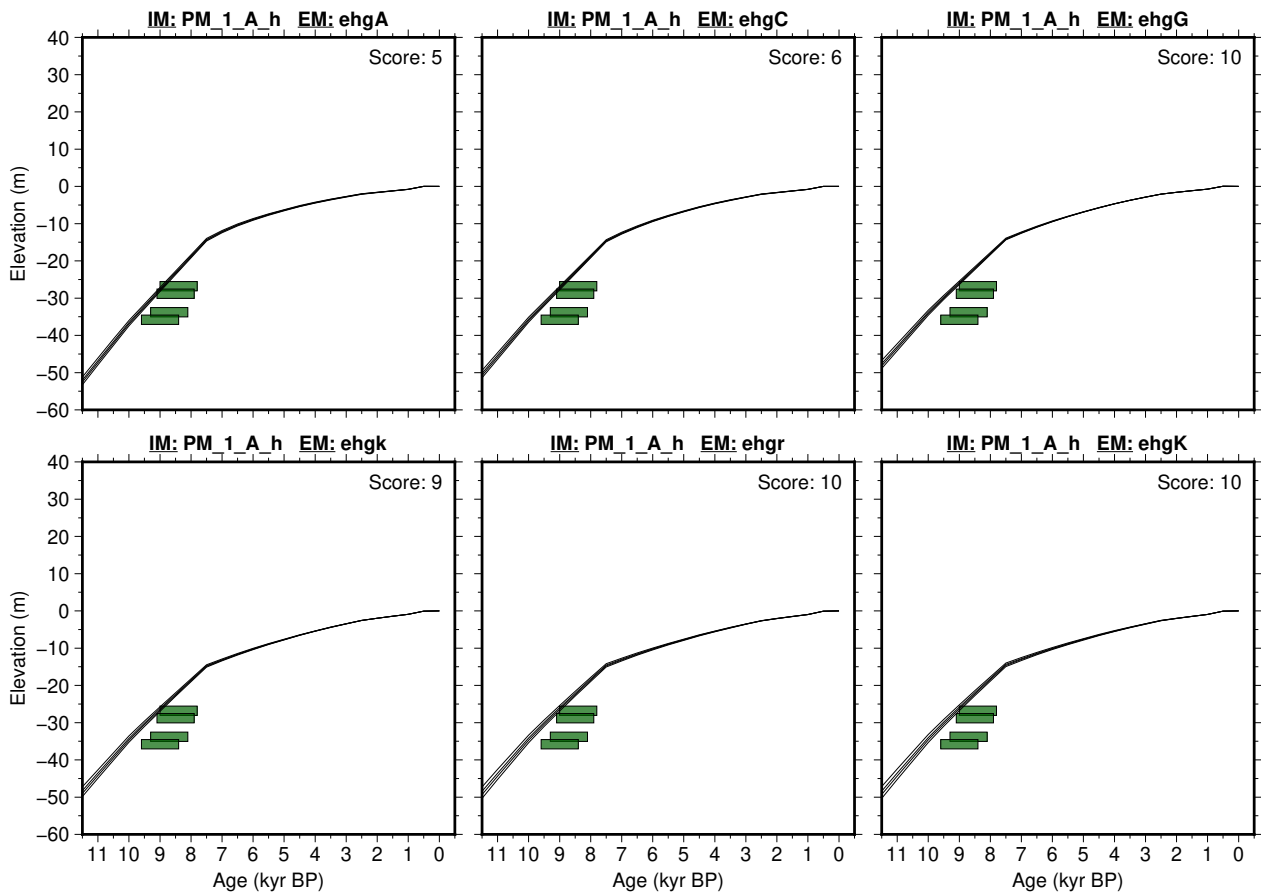 IM: PM_1_A_h EM: ehgA
IM: PM_1_A_h EM: ehgC
IM: PM_1_A_h EM: ehgG
Score: 5
Score: 6
Score: 10
40
30
20
10
0
−10
−20
−30
−40
−50
−60
Elevation (m)
IM: PM_1_A_h EM: ehgk
IM: PM_1_A_h EM: ehgr
IM: PM_1_A_h EM: ehgK
Score: 9
Score: 10
Score: 10
40
30
20
10
0
−10
−20
−30
−40
−50
−60
Elevation (m)
11 10 9 8 7 6 5 4 3 2 1 0
11 10 9 8 7 6 5 4 3 2 1 0
11 10 9 8 7 6 5 4 3 2 1 0
Age (kyr BP)
Age (kyr BP)
Age (kyr BP)